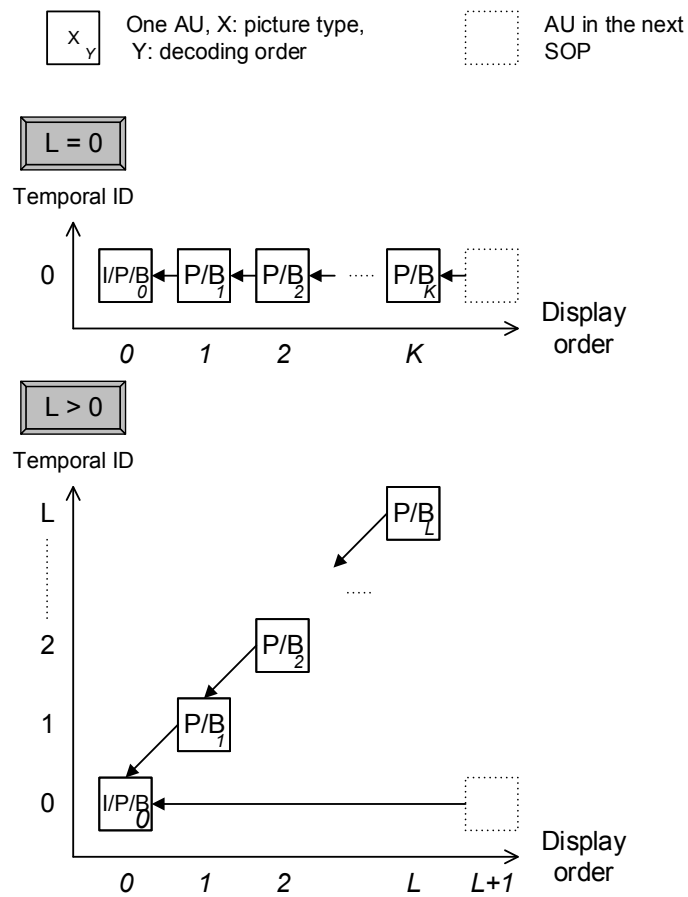 X
Y
One AU, X: picture type,
Y: decoding order
AU in the next
SOP
L = 0
Temporal ID
0
I/P/B 0
P/B 1
P/B 2
.....
P/B K
Display
order
0 1 2 K
L > 0
Temporal ID
L
P/B L
.....
2
P/B 2
1
P/B 1
0
I/P/B 0
Display
order
0 1 2 L L+1